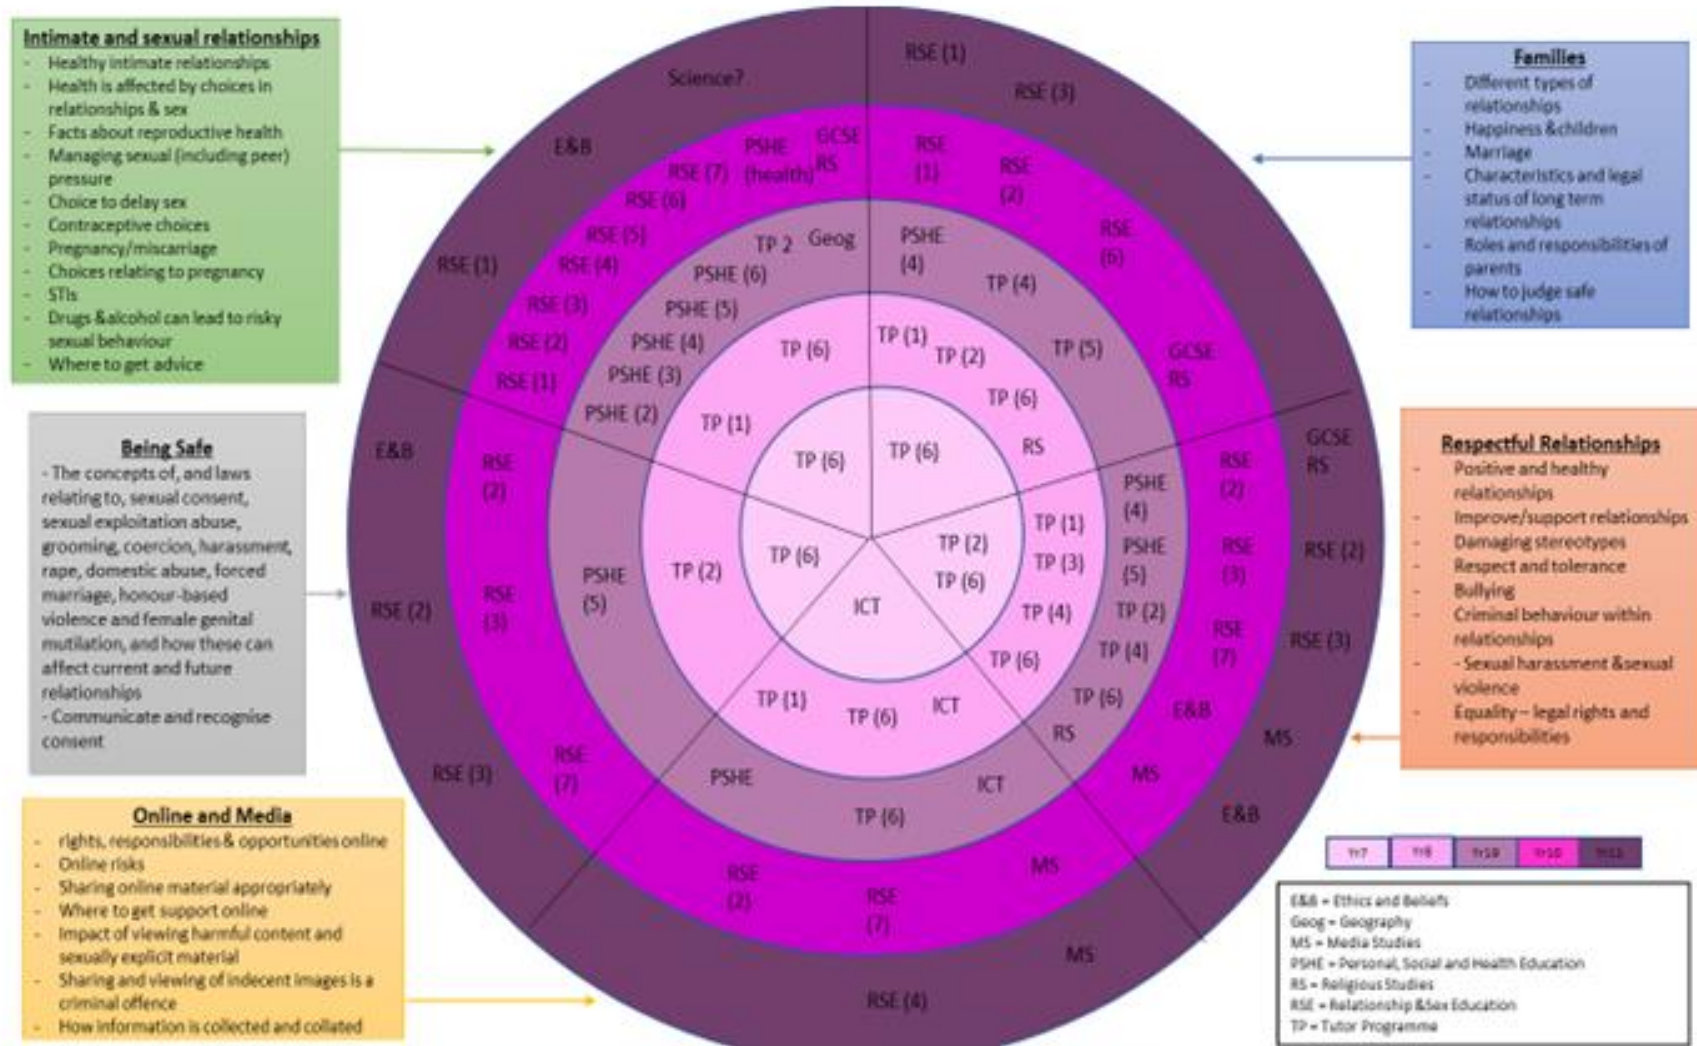 Intimate and sexual relationships
- Healthy intimate relationships
- Health is affected by choices in
relationships & sex
- Facts about reproductive health
- Managing sexual (including peer)
pressure
- Choice to delay sex
- Contraceptive choices
- Pregnancy/miscarriage
- Choices relating to pregnancy
- STIs
- Drugs &alcohol can lead to risky
sexual behaviour
- Where to get advice
Being Safe
- The concepts of, and laws
relating to, sexual consent,
sexual exploitation abuse,
grooming, coercion, harassment,
rape, domestic abuse, forced
marriage, honour-based
violence and female genital
mutilation, and how these can
affect current and future
relationships
- Communicate and recognise
consent
Online and Media
- rights, responsibilities & opportunities online
- Online risks
- Sharing online material appropriately
- Where to get support online
- Impact of viewing harmful content and
sexually explicit material
- Sharing and viewing of indecent images is a
criminal offence
- How information is collected and collated
Science?
E&B
RSE (1)
GCSE
RS
PSHE
(health)
RSE (7)
RSE (6)
RSE (5)
RSE (4)
RSE (3)
RSE (2)
RSE (1)
Geog
TP 2
PSHE (6)
PSHE (5)
PSHE (4)
PSHE (3)
PSHE (2)
TP (6)
TP (1)
TP (6)
RSE (1)
RSE (3)
RSE
(1)
RSE
(2)
RSE
(6)
GCSE
RS
PSHE
(4)
TP (4)
TP (5)
TP (1)
TP (2)
TP (6)
RS
TP (6)
GCSE
RS
RSE (2)
RSE (3)
MS
E&B
RSE
(2)
RSE
(3)
RSE
(7)
E&B
MS
PSHE
(4)
PSHE
(5)
TP (2)
TP (4)
TP (6)
RS
TP (1)
TP (3)
TP (4)
TP (6)
TP (2)
TP (6)
E&B
RSE (2)
RSE (3)
RSE
(2)
RSE
(3)
RSE
(7)
PSHE
(5)
TP (2)
TP (6)
ICT
TP (1)
TP (6)
ICT
PSHE
TP (6)
ICT
RSE
(2)
RSE
(7)
MS
RSE (4)
MS
Families
- Different types of
relationships
- Happiness &children
- Marriage
- Characteristics and legal
status of long term
relationships
- Roles and responsibilities of
parents
- How to judge safe
relationships
Respectful Relationships
- Positive and healthy
relationships
- Improve/support relationships
- Damaging stereotypes
- Respect and tolerance
- Bullying
- Criminal behaviour within
relationships
- - Sexual harassment &sexual
violence
- Equality – legal rights and
responsibilities
Yr7
Yr8
Yr10
E&B = Ethics and Beliefs
Geog = Geography
MS = Media Studies
PSHE = Personal, Social and Health Education
RS = Religious Studies
RSE = Relationship &Sex Education
TP = Tutor Programme